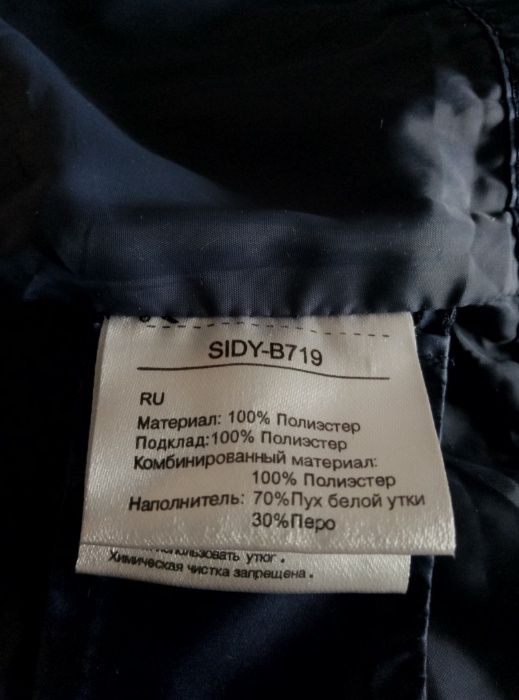 SIDY-B719
RU
Материал: 100% Полиэстер
Подклад:100% Полиэстер
Комбинированный материал:
100% Полиэстер
Наполнитель: 70%Пух белой утки
30%Перо
утюг.
Химическая чистка запрещена.